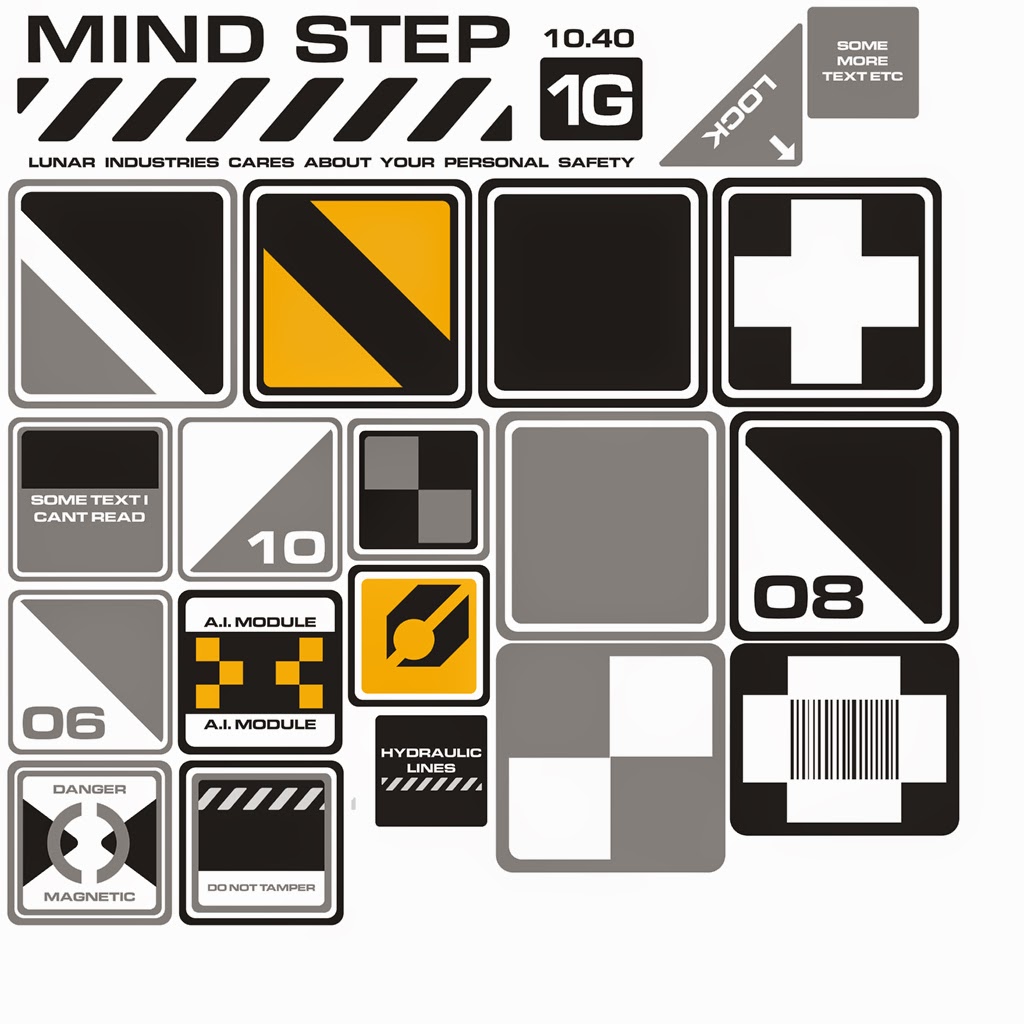 MIND STEP
10.40
1G
LUNAR INDUSTRIES CARES ABOUT YOUR PERSONAL SAFETY
LOCK
SOME
MORE
TEXT ETC
SOME TEXT I
CANT READ
10
08
06
A.I. MODULE
A.I. MODULE
HYDRAULIC
LINES
DANGER
MAGNETIC
DO NOT TAMPER